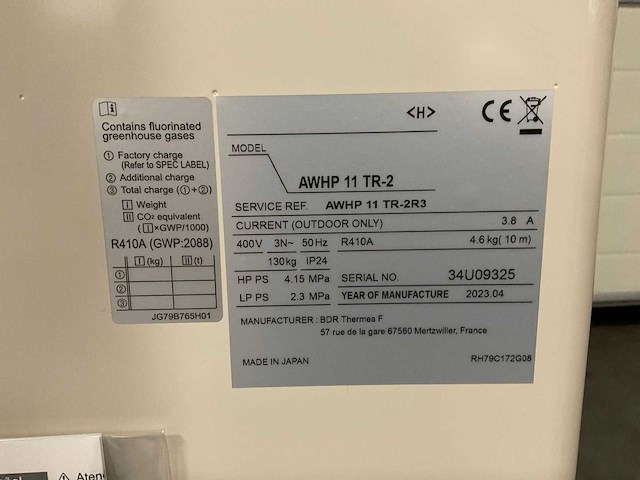 Contains fluorinated
greenhouse gases
① Factory charge
(Refer to SPEC LABEL)
② Additional charge
③ Total charge (①+②)
I Weight
II CO2 equivalent
( I ×GWP/1000)
R410A (GWP:2088)
I (kg) II (t)
①
②
③
JG79B765H01
<H> CE
MODEL
AWHP 11 TR-2
SERVICE REF. AWHP 11 TR-2R3
CURRENT (OUTDOOR ONLY) 3.8 A
400V 3N~ 50Hz R410A 4.6 kg( 10 m)
130kg IP24
HP PS 4.15 MPa SERIAL NO. 34U09325
LP PS 2.3 MPa YEAR OF MANUFACTURE 2023.04
MANUFACTURER : BDR Thermea F
57 rue de la gare 67580 Mertzwiller, France
MADE IN JAPAN RH79C172G08
⚠ Aten